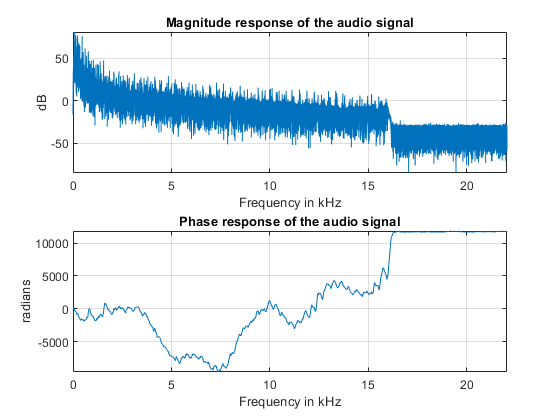 Magnitude response of the audio signal
50
0
-50
dB
0
5
10
15
20
Frequency in kHz
Phase response of the audio signal
10000
5000
0
-5000
radians
0
5
10
15
20
Frequency in kHz